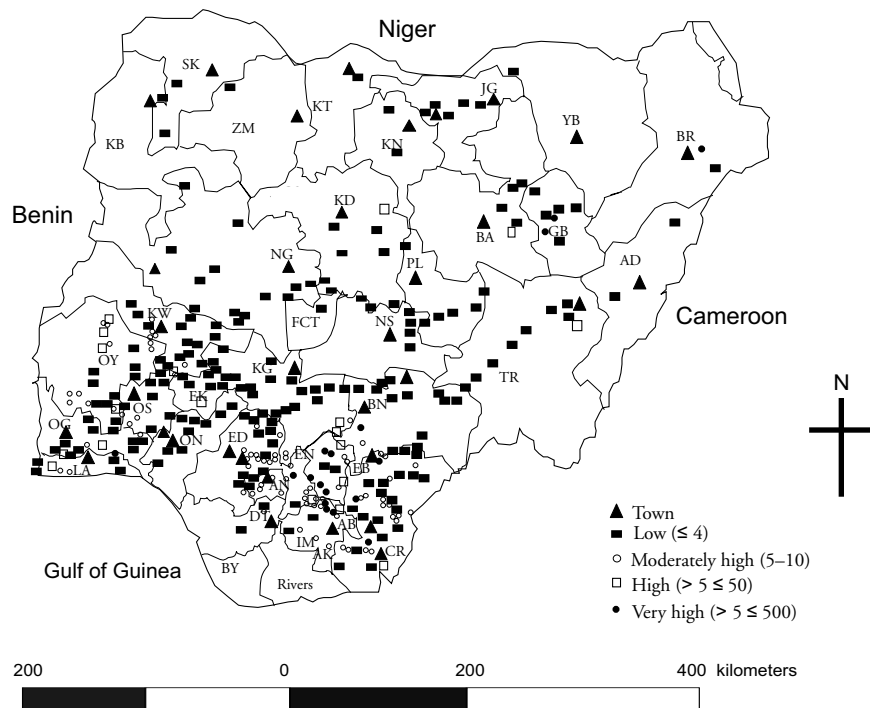 Niger
SK
KT
JG
KB
ZM
KN
YB
BR
Benin
KD
BA
GB
NG
PL
AD
KW
FCT
NS
Cameroon
OY
KG
TR
N
EK
OS
BN
OG
ON
ED
EN
EB
LA
AN
DT
AB
IM
AK
CR
Gulf of Guinea
BY
Rivers
Town
Low (≤ 4)
Moderately high (5–10)
High (> 5 ≤ 50)
Very high (> 5 ≤ 500)
200 0 200 400 kilometers